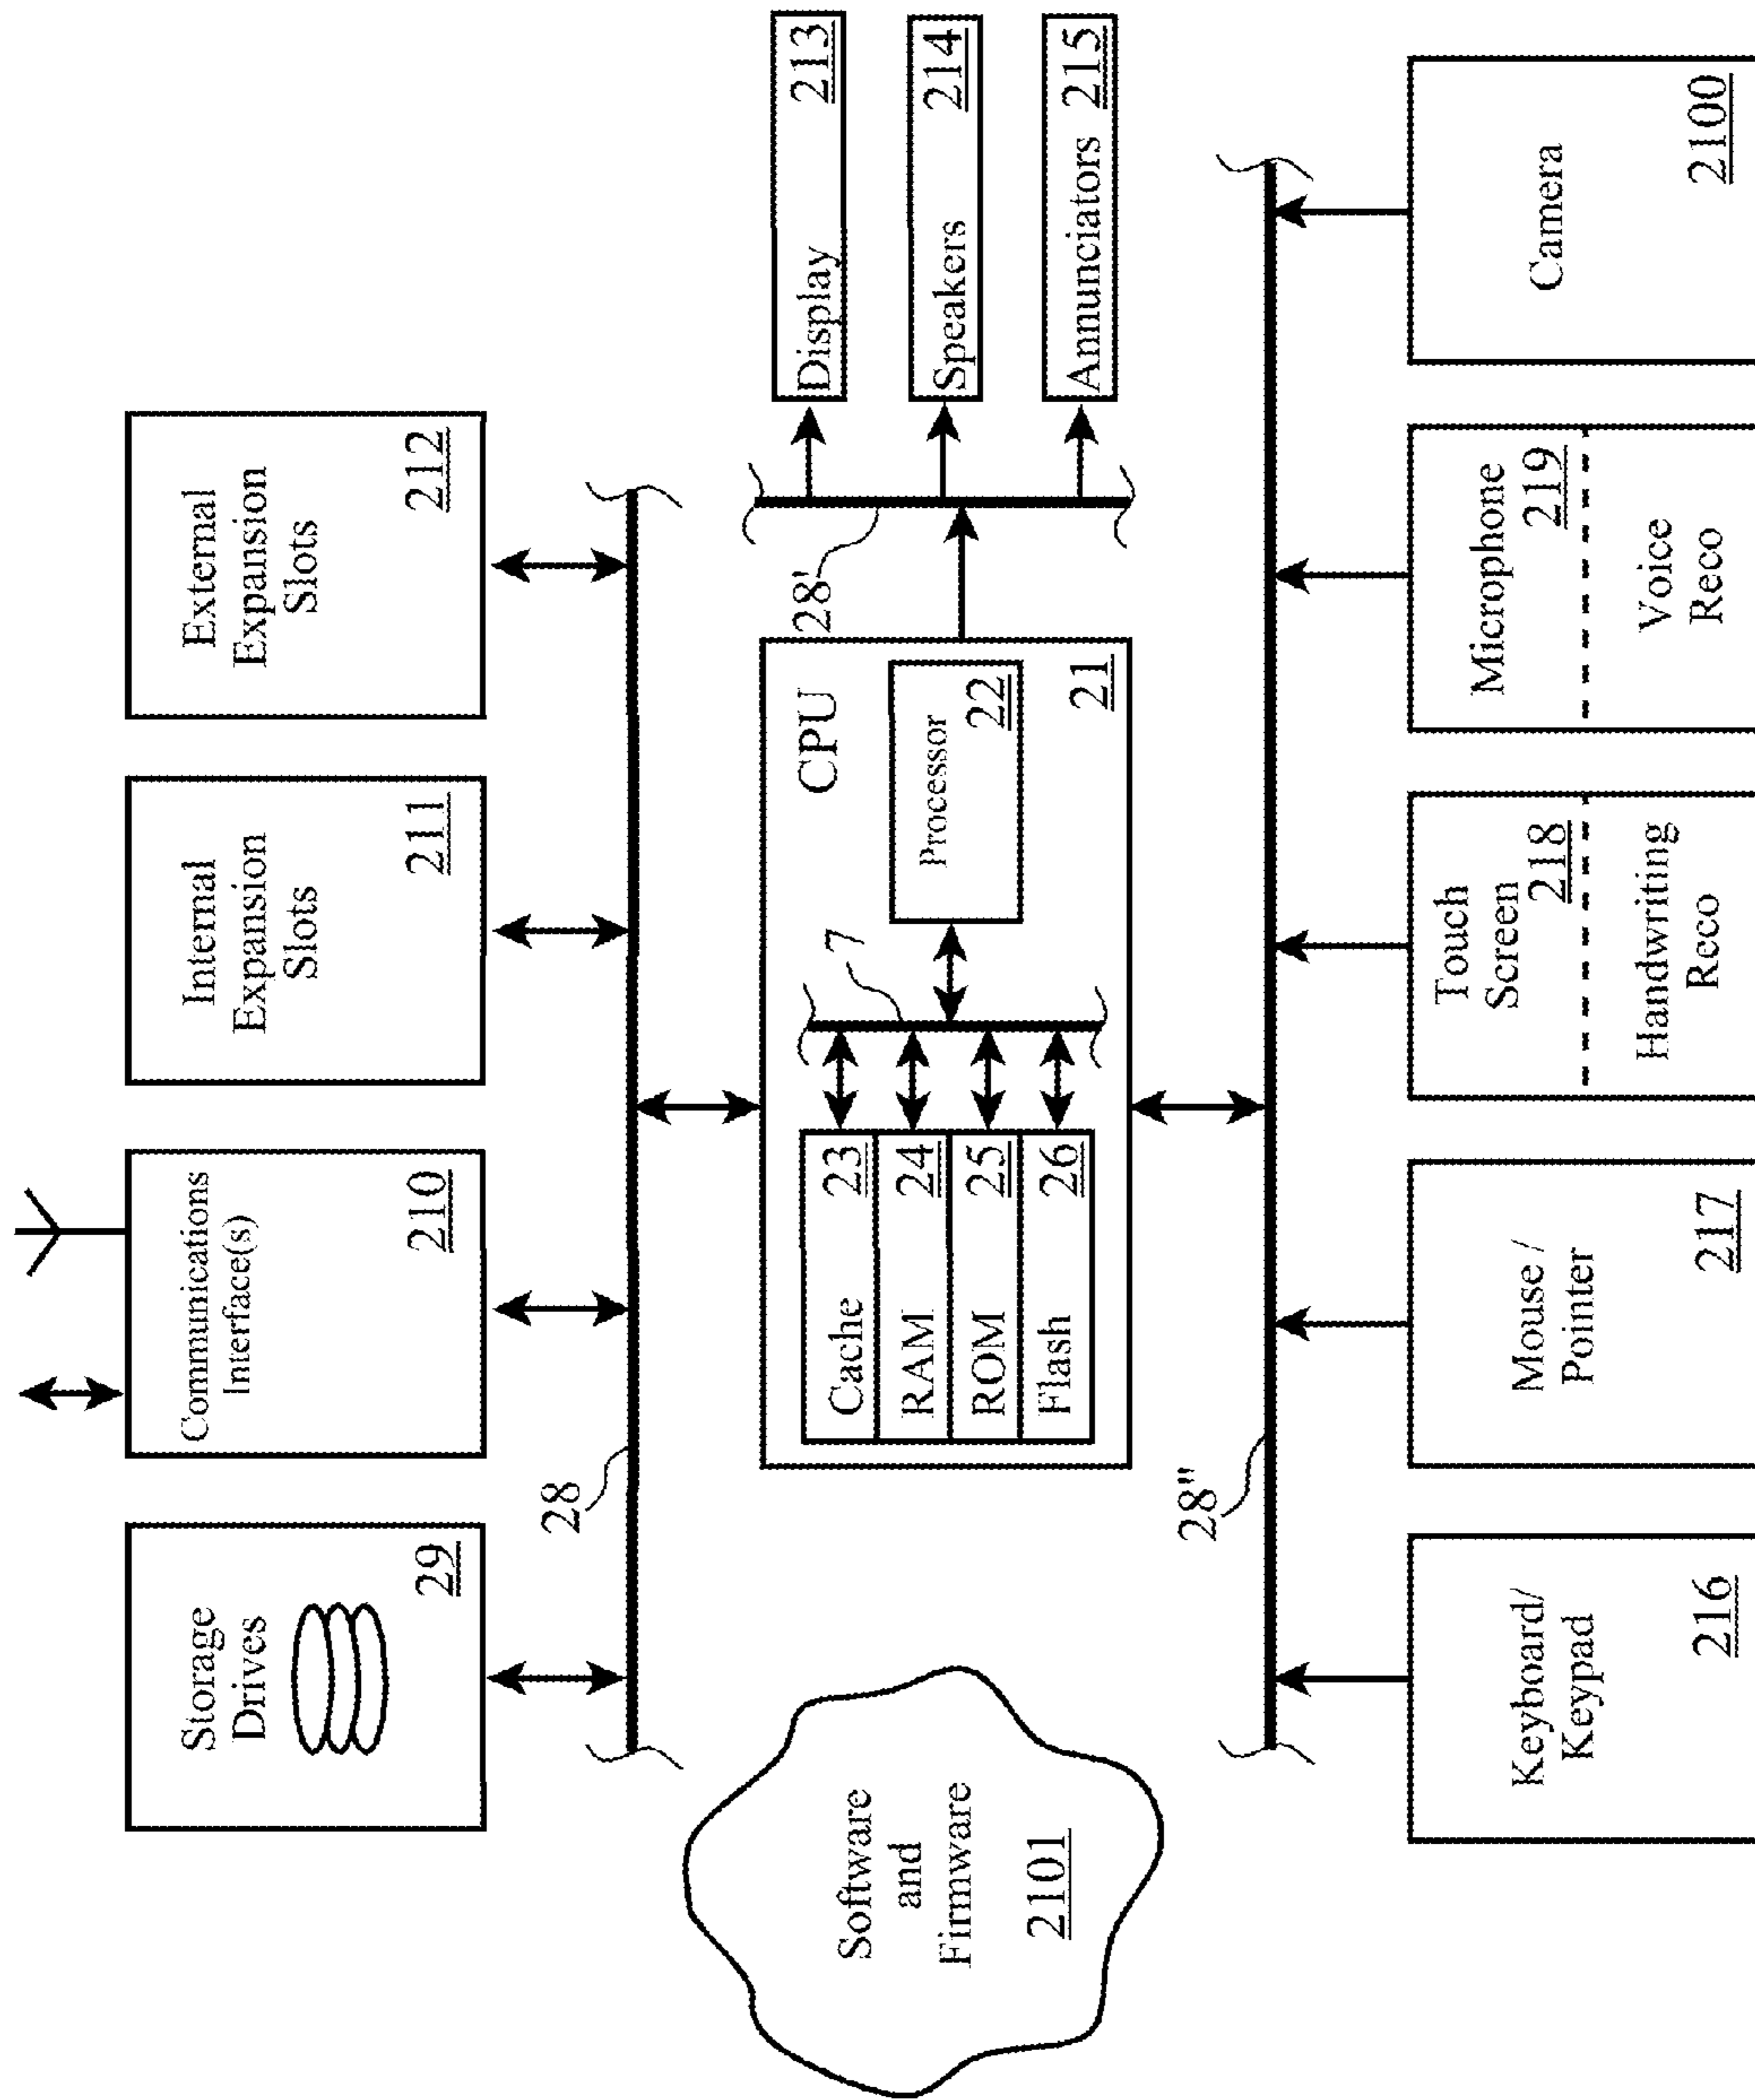 Storage
Drives
29
Communications
Interface(s)
210
Internal
Expansion
Slots
211
External
Expansion
Slots
212
28
Software
and
Firmware
2101
CPU
Cache 23
RAM 24
ROM 25
Flash 26
7
Processor
22
21
28'
Display 213
Speakers 214
Annunciators 215
28"
Keyboard/
Keypad
216
Mouse /
Pointer
217
Touch
Screen
218
Handwriting
Reco
Microphone
219
Voice
Reco
Camera
2100